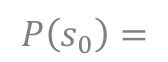 P(s₀) =